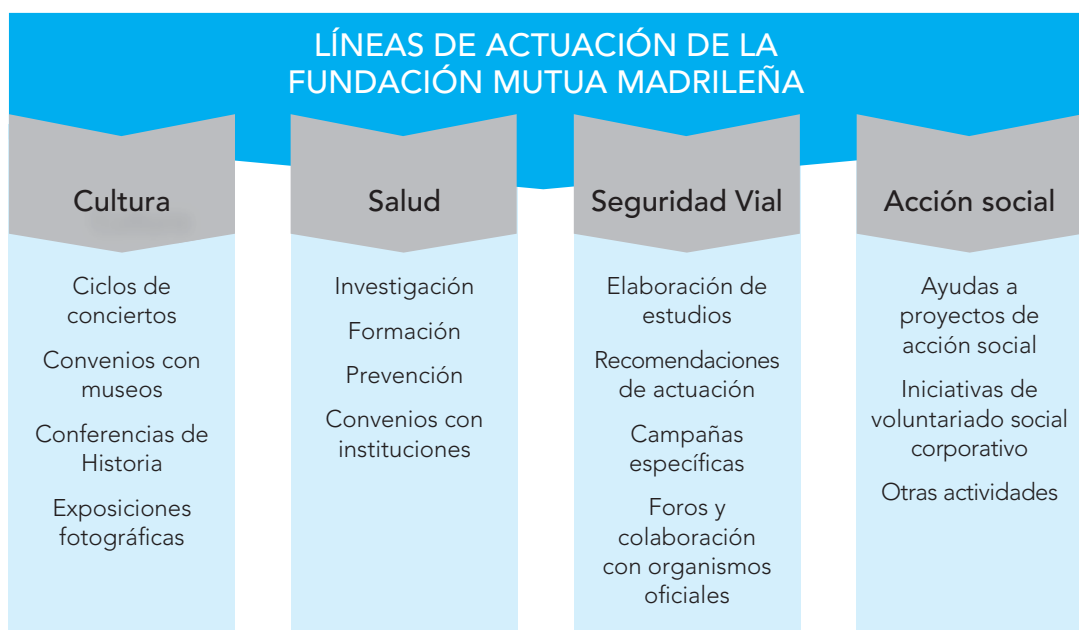 LÍNEAS DE ACTUACIÓN DE LA
FUNDACIÓN MUTUA MADRILEÑA
Cultura
Ciclos de
conciertos
Convenios con
museos
Conferencias de
Historia
Exposiciones
fotográficas
Salud
Investigación
Formación
Prevención
Convenios con
instituciones
Seguridad Vial
Elaboración de
estudios
Recomendaciones
de actuación
Campañas
específicas
Foros y
colaboración
con organismos
oficiales
Acción social
Ayudas a
proyectos de
acción social
Iniciativas de
voluntariado social
corporativo
Otras actividades